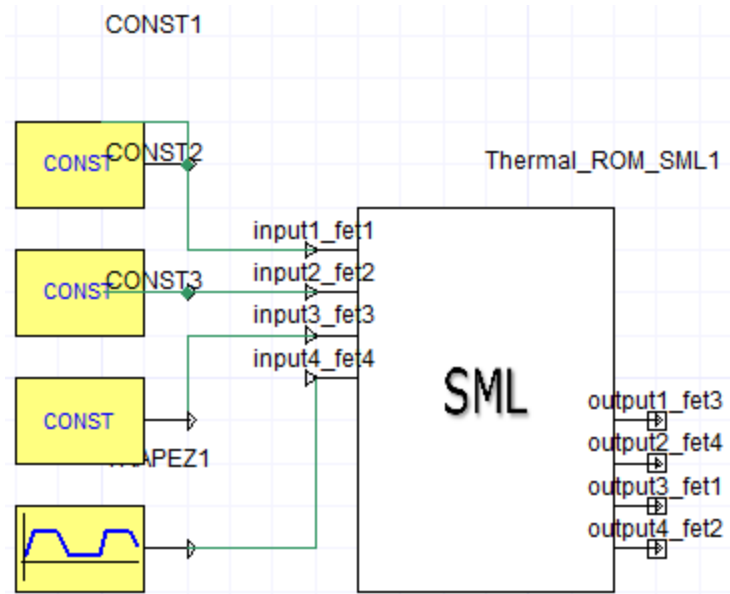 CONST1
CONST
CONST2
Thermal_ROM_SML1
input1_fet1
CONST
CONST3
input2_fet2
input3_fet3
input4_fet4
CONST
SML
output1_fet3
output2_fet4
output3_fet1
output4_fet2